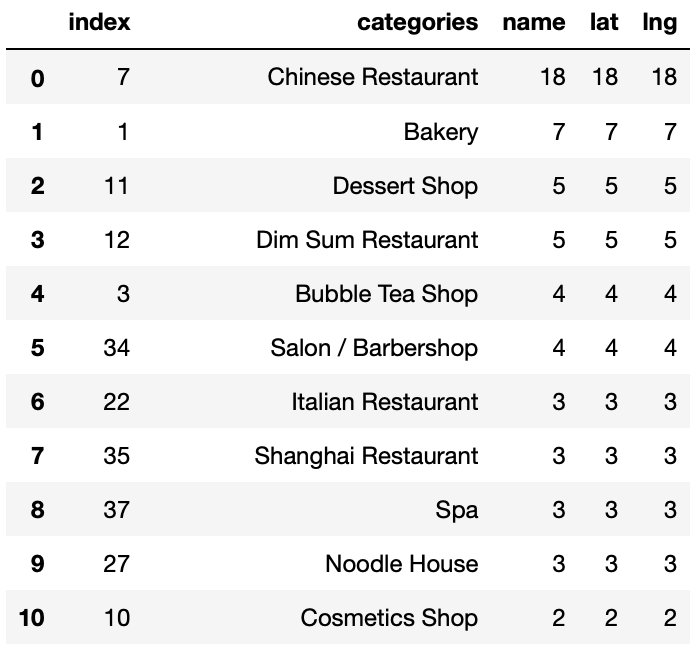 index categories name lat lng
0 7 Chinese Restaurant 18 18 18
1 1 Bakery 7 7 7
2 11 Dessert Shop 5 5 5
3 12 Dim Sum Restaurant 5 5 5
4 3 Bubble Tea Shop 4 4 4
5 34 Salon / Barbershop 4 4 4
6 22 Italian Restaurant 3 3 3
7 35 Shanghai Restaurant 3 3 3
8 37 Spa 3 3 3
9 27 Noodle House 3 3 3
10 10 Cosmetics Shop 2 2 2